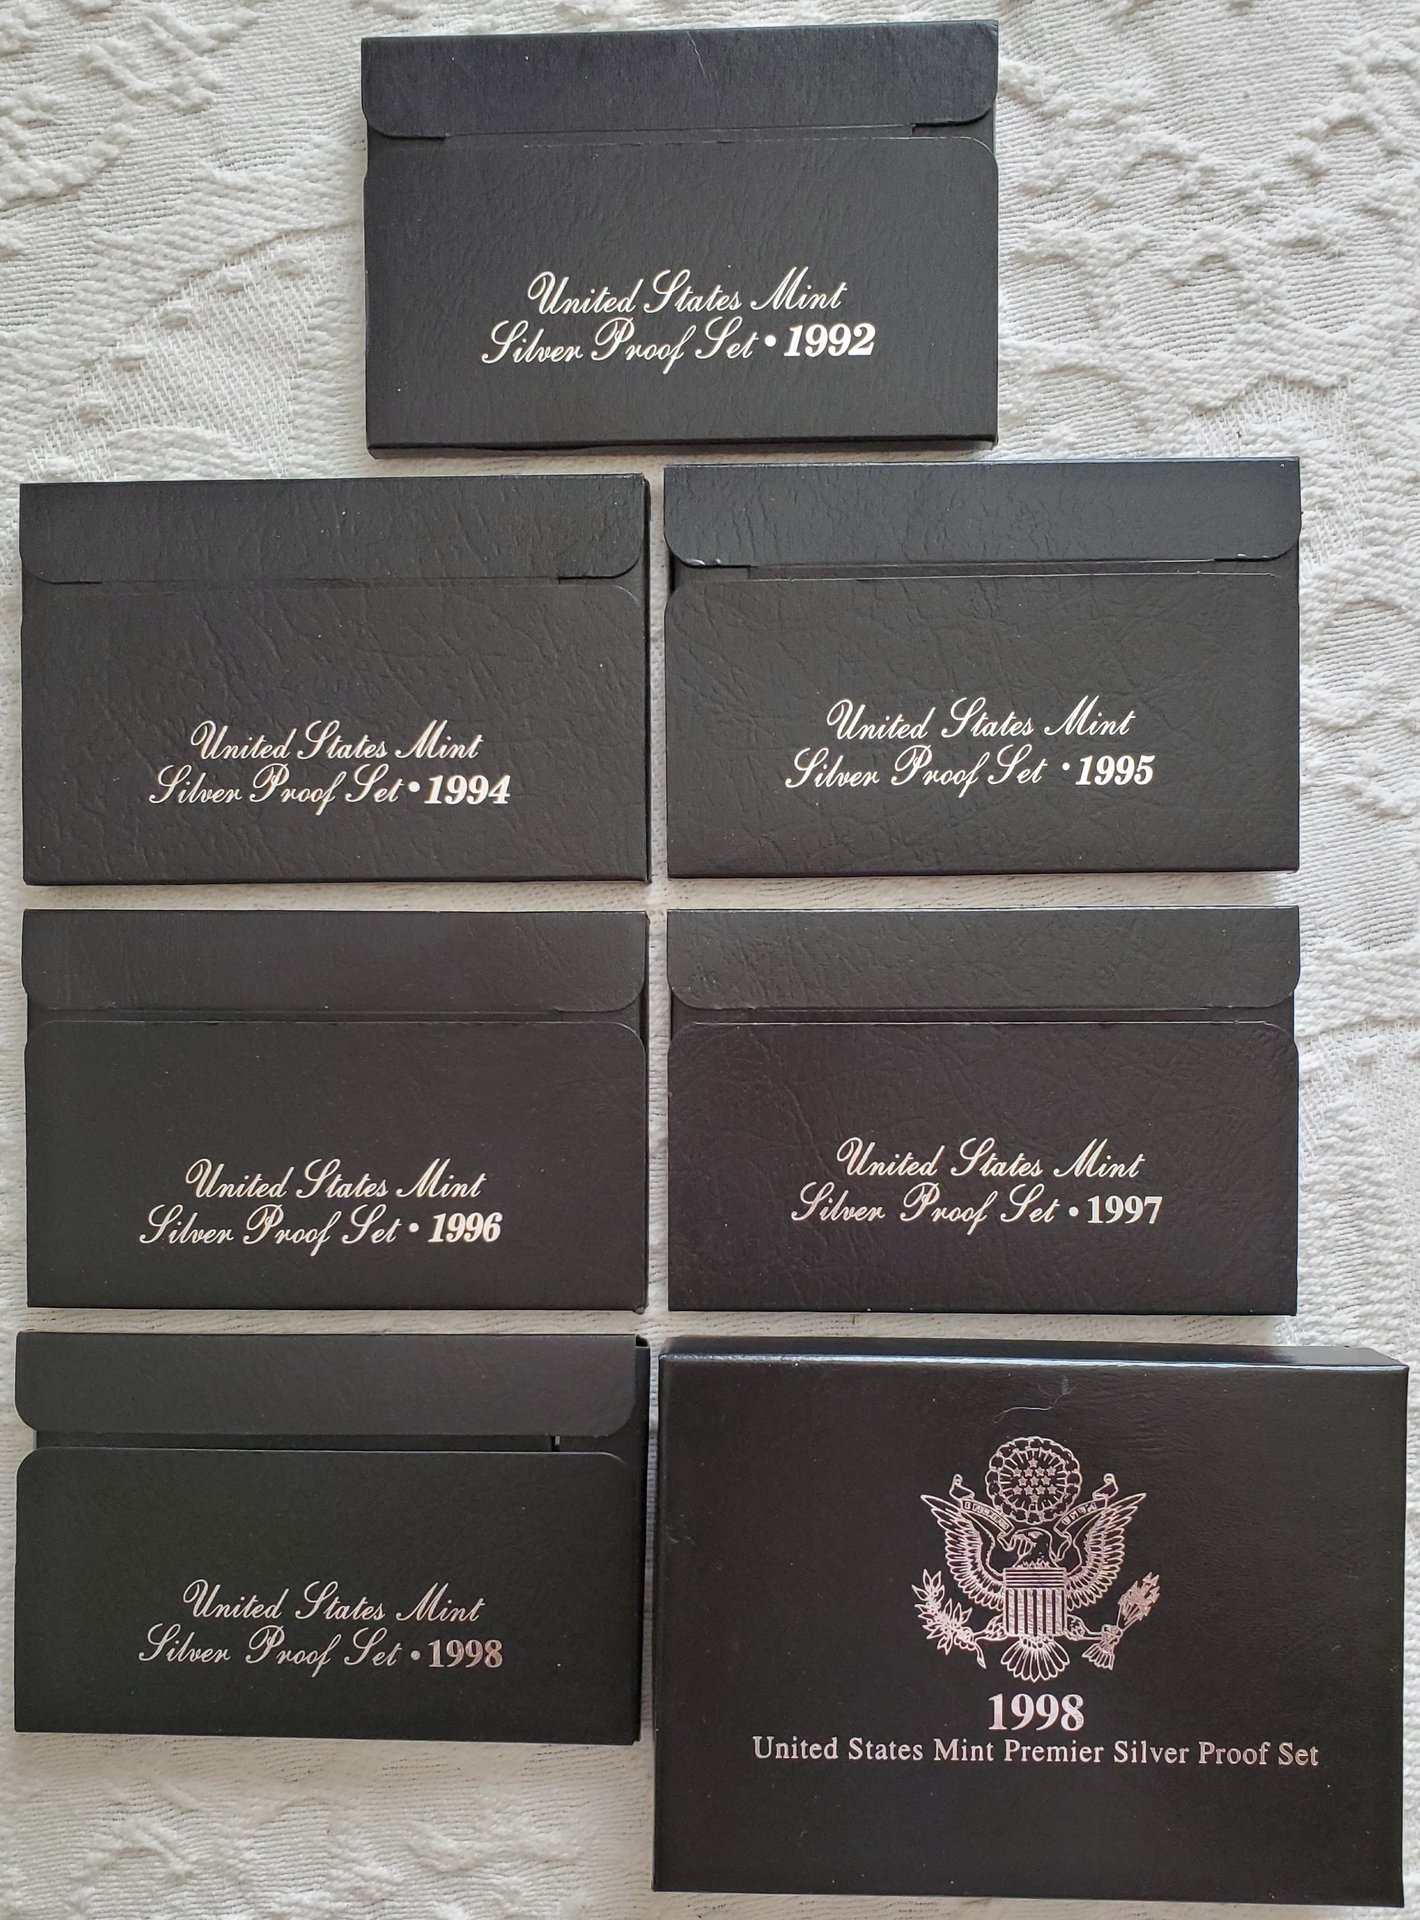 United States Mint
Silver Proof Set • 1992
United States Mint
Silver Proof Set • 1994
United States Mint
Silver Proof Set • 1995
United States Mint
Silver Proof Set • 1996
United States Mint
Silver Proof Set • 1997
United States Mint
Silver Proof Set • 1998
1998
United States Mint Premier Silver Proof Set